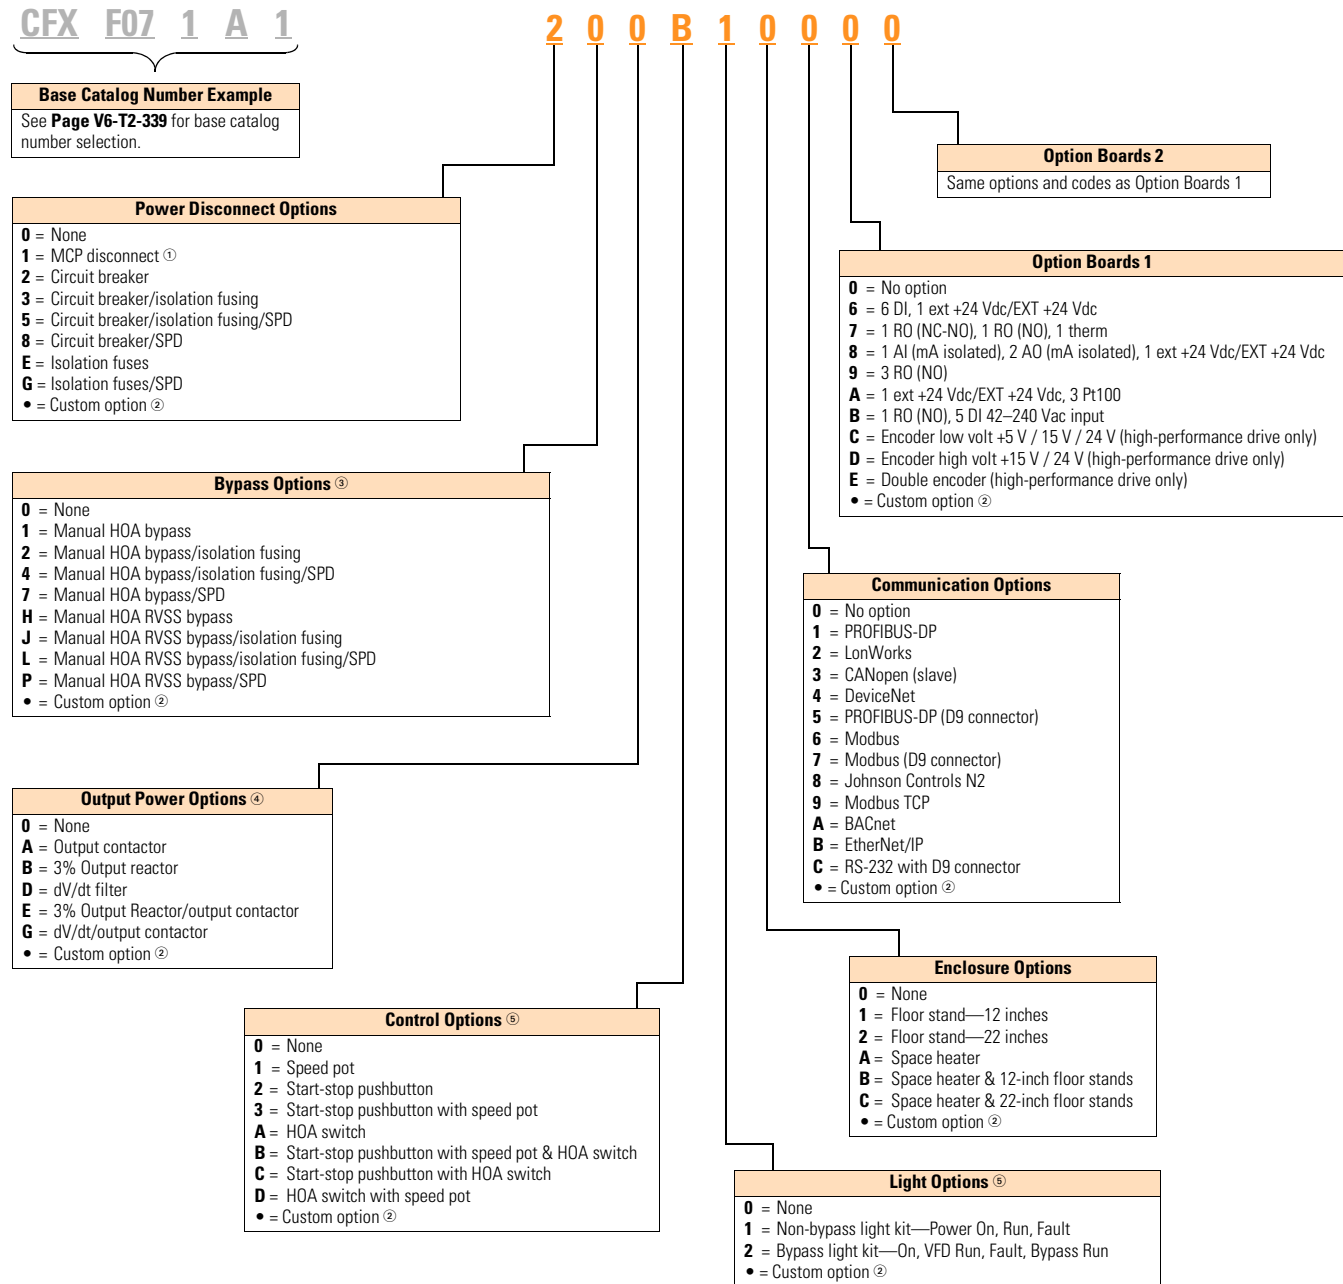 CFX F07 1 A 1
2 0 0 B 1 0 0 0 0
Base Catalog Number Example
See Page V6-T2-339 for base catalog
number selection.
Option Boards 2
Same options and codes as Option Boards 1
Power Disconnect Options
0 = None
1 = MCP disconnect ①
2 = Circuit breaker
3 = Circuit breaker/isolation fusing
5 = Circuit breaker/isolation fusing/SPD
8 = Circuit breaker/SPD
E = Isolation fuses
G = Isolation fuses/SPD
• = Custom option ②
Option Boards 1
0 = No option
6 = 6 DI, 1 ext +24 Vdc/EXT +24 Vdc
7 = 1 RO (NC-NO), 1 RO (NO), 1 therm
8 = 1 AI (mA isolated), 2 AO (mA isolated), 1 ext +24 Vdc/EXT +24 Vdc
9 = 3 RO (NO)
A = 1 ext +24 Vdc/EXT +24 Vdc, 3 Pt100
B = 1 RO (NO), 5 DI 42–240 Vac input
C = Encoder low volt +5 V / 15 V / 24 V (high-performance drive only)
D = Encoder high volt +15 V / 24 V (high-performance drive only)
E = Double encoder (high-performance drive only)
• = Custom option ②
Bypass Options ③
0 = None
1 = Manual HOA bypass
2 = Manual HOA bypass/isolation fusing
4 = Manual HOA bypass/isolation fusing/SPD
7 = Manual HOA bypass/SPD
H = Manual HOA RVSS bypass
J = Manual HOA RVSS bypass/isolation fusing
L = Manual HOA RVSS bypass/isolation fusing/SPD
P = Manual HOA RVSS bypass/SPD
• = Custom option ②
Communication Options
0 = No option
1 = PROFIBUS-DP
2 = LonWorks
3 = CANopen (slave)
4 = DeviceNet
5 = PROFIBUS-DP (D9 connector)
6 = Modbus
7 = Modbus (D9 connector)
8 = Johnson Controls N2
9 = Modbus TCP
A = BACnet
B = EtherNet/IP
C = RS-232 with D9 connector
• = Custom option ②
Output Power Options ④
0 = None
A = Output contactor
B = 3% Output reactor
D = dV/dt filter
E = 3% Output Reactor/output contactor
G = dV/dt/output contactor
• = Custom option ②
Enclosure Options
0 = None
1 = Floor stand—12 inches
2 = Floor stand—22 inches
A = Space heater
B = Space heater & 12-inch floor stands
C = Space heater & 22-inch floor stands
• = Custom option ②
Control Options ⑤
0 = None
1 = Speed pot
2 = Start-stop pushbutton
3 = Start-stop pushbutton with speed pot
A = HOA switch
B = Start-stop pushbutton with speed pot & HOA switch
C = Start-stop pushbutton with HOA switch
D = HOA switch with speed pot
• = Custom option ②
Light Options ⑤
0 = None
1 = Non-bypass light kit—Power On, Run, Fault
2 = Bypass light kit—On, VFD Run, Fault, Bypass Run
• = Custom option ②